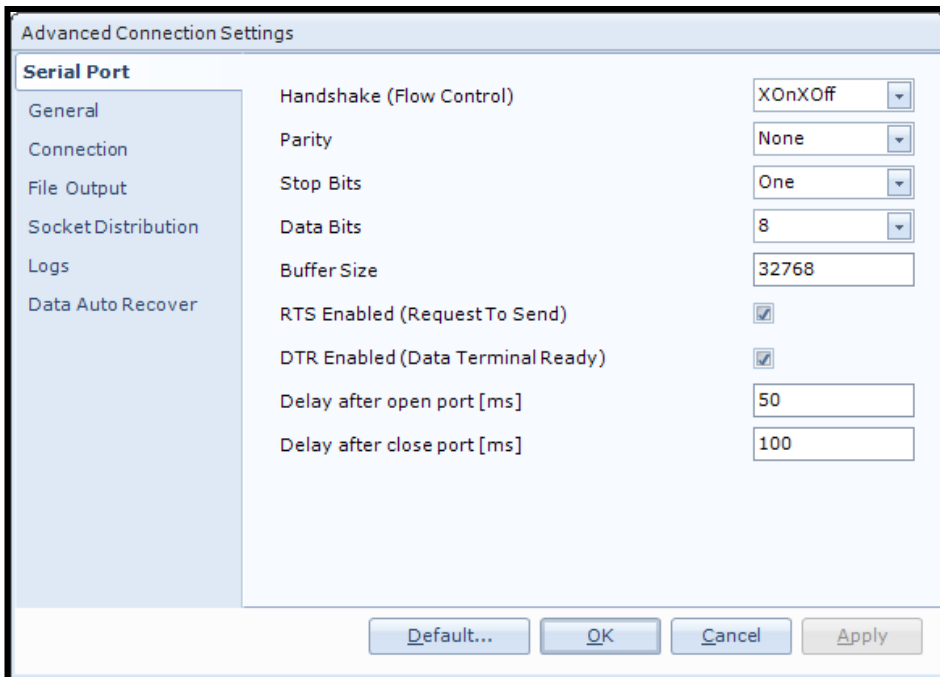 Advanced Connection Settings
Serial Port
General
Connection
File Output
Socket Distribution
Logs
Data Auto Recover
Handshake (Flow Control) XOnXOff
Parity None
Stop Bits One
Data Bits 8
Buffer Size 32768
RTS Enabled (Request To Send)
DTR Enabled (Data Terminal Ready)
Delay after open port [ms] 50
Delay after close port [ms] 100
Default... OK Cancel Apply